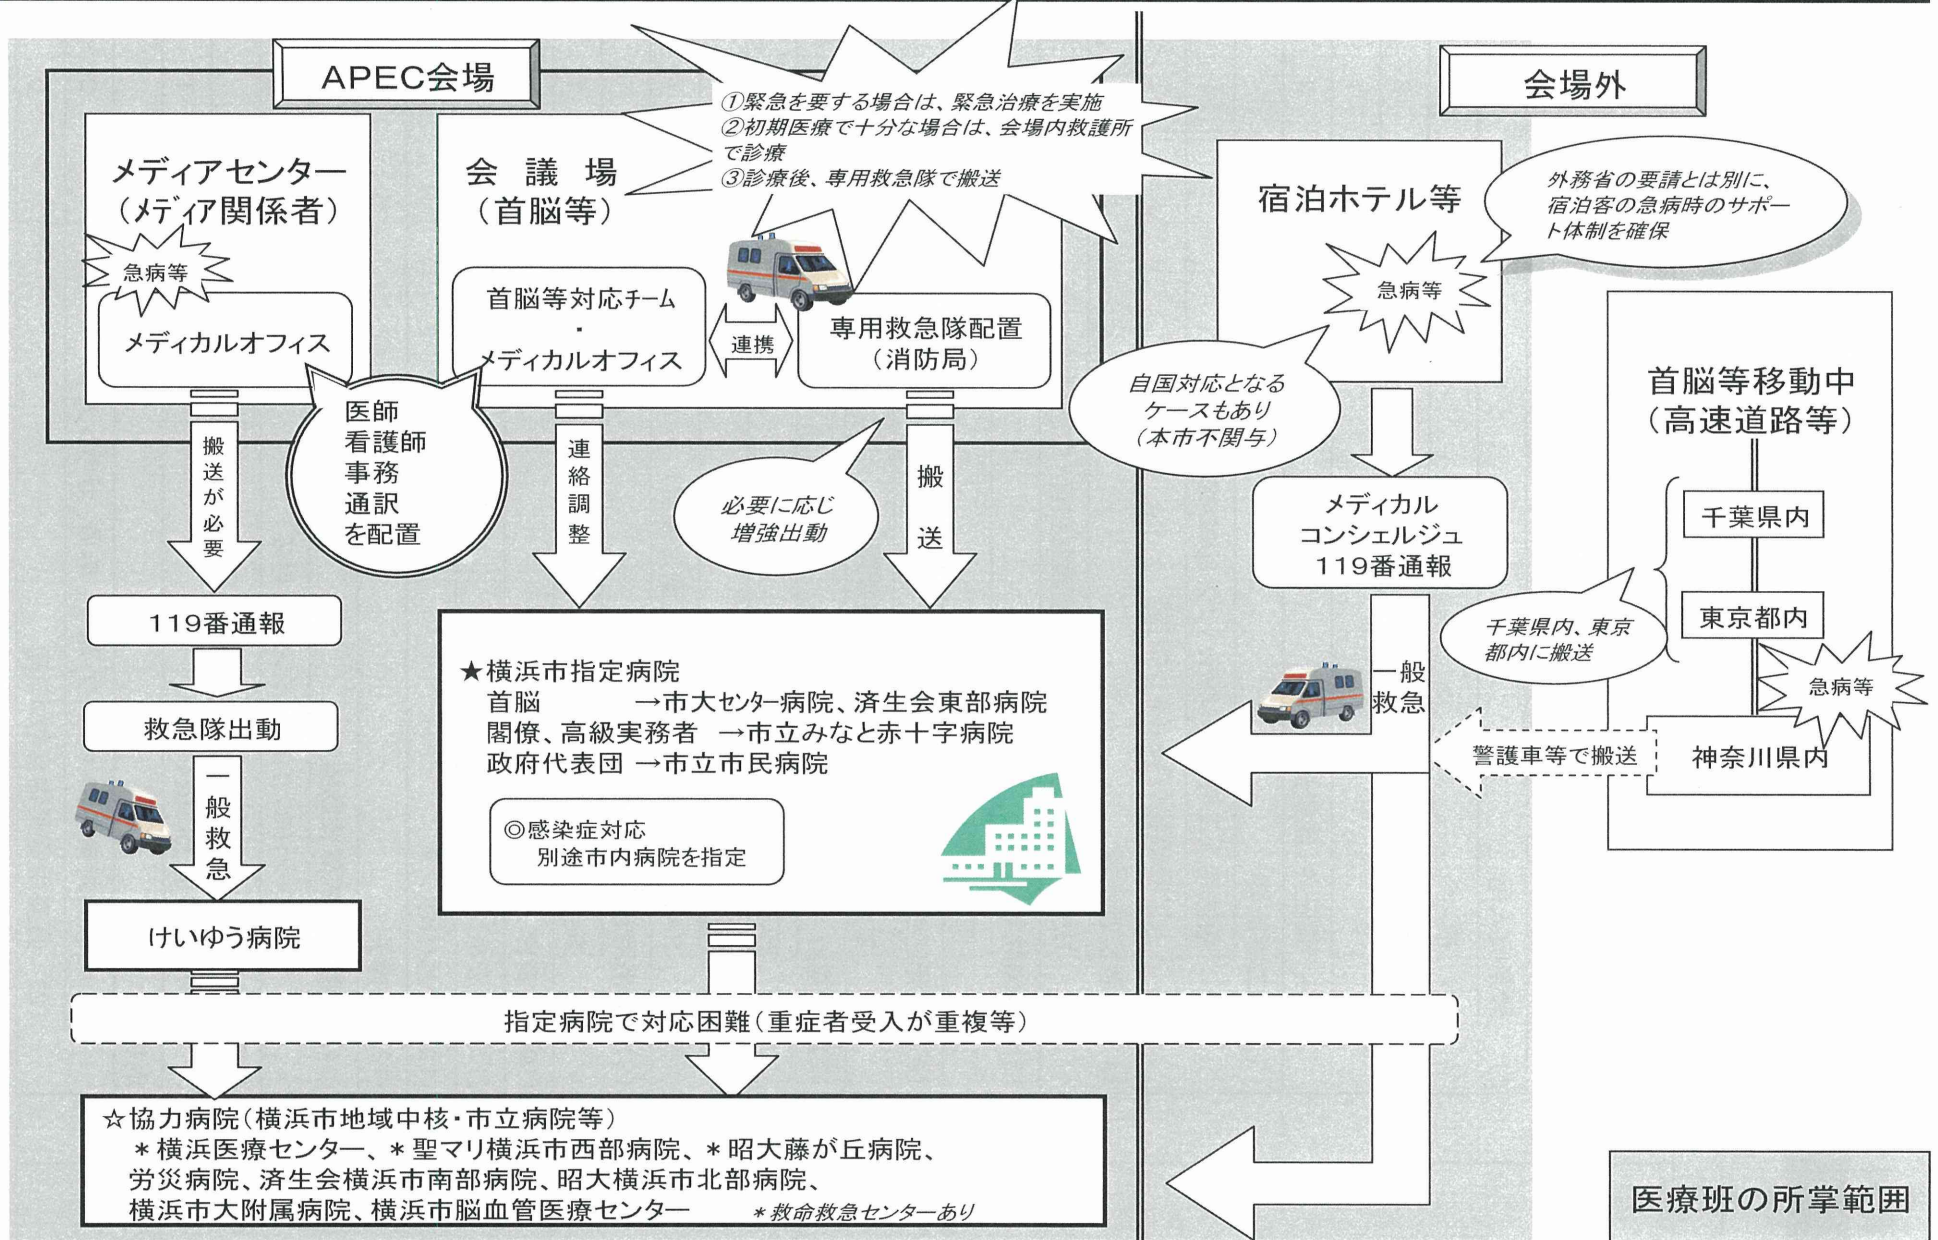 APEC会場
会場外
①緊急を要する場合は、緊急治療を実施
②初期医療で十分な場合は、会場内救護所
で診療
③診療後、専用救急隊で搬送
メディアセンター
(メディア関係者)
急病等
メディカルオフィス
会議場
(首脳等)
首脳等対応チーム
・
メディカルオフィス
連携
専用救急隊配置
(消防局)
医師
看護師
事務
通訳
を配置
搬送が必要
連絡調整
必要に応じ
増強出動
搬送
119番通報
救急隊出動
一般救急
けいゆう病院
★横浜市指定病院
首脳 →市大センター病院、済生会東部病院
閣僚、高級実務者 →市立みなと赤十字病院
政府代表団 →市立市民病院
◎感染症対応
別途市内病院を指定
宿泊ホテル等
急病等
外務省の要請とは別に、
宿泊客の急病時のサポー
ト体制を確保
自国対応となる
ケースもあり
(本市不関与)
メディカル
コンシェルジュ
119番通報
一般
救急
首脳等移動中
(高速道路等)
千葉県内
東京都内
千葉県内、東京
都内に搬送
急病等
神奈川県内
警護車等で搬送
指定病院で対応困難(重症者受入が重複等)
☆協力病院(横浜市地域中核・市立病院等)
＊横浜医療センター、＊聖マリ横浜市西部病院、＊昭大藤が丘病院、
労災病院、済生会横浜市南部病院、昭大横浜市北部病院、
横浜市大附属病院、横浜市脳血管医療センター ＊救命救急センターあり
医療班の所掌範囲